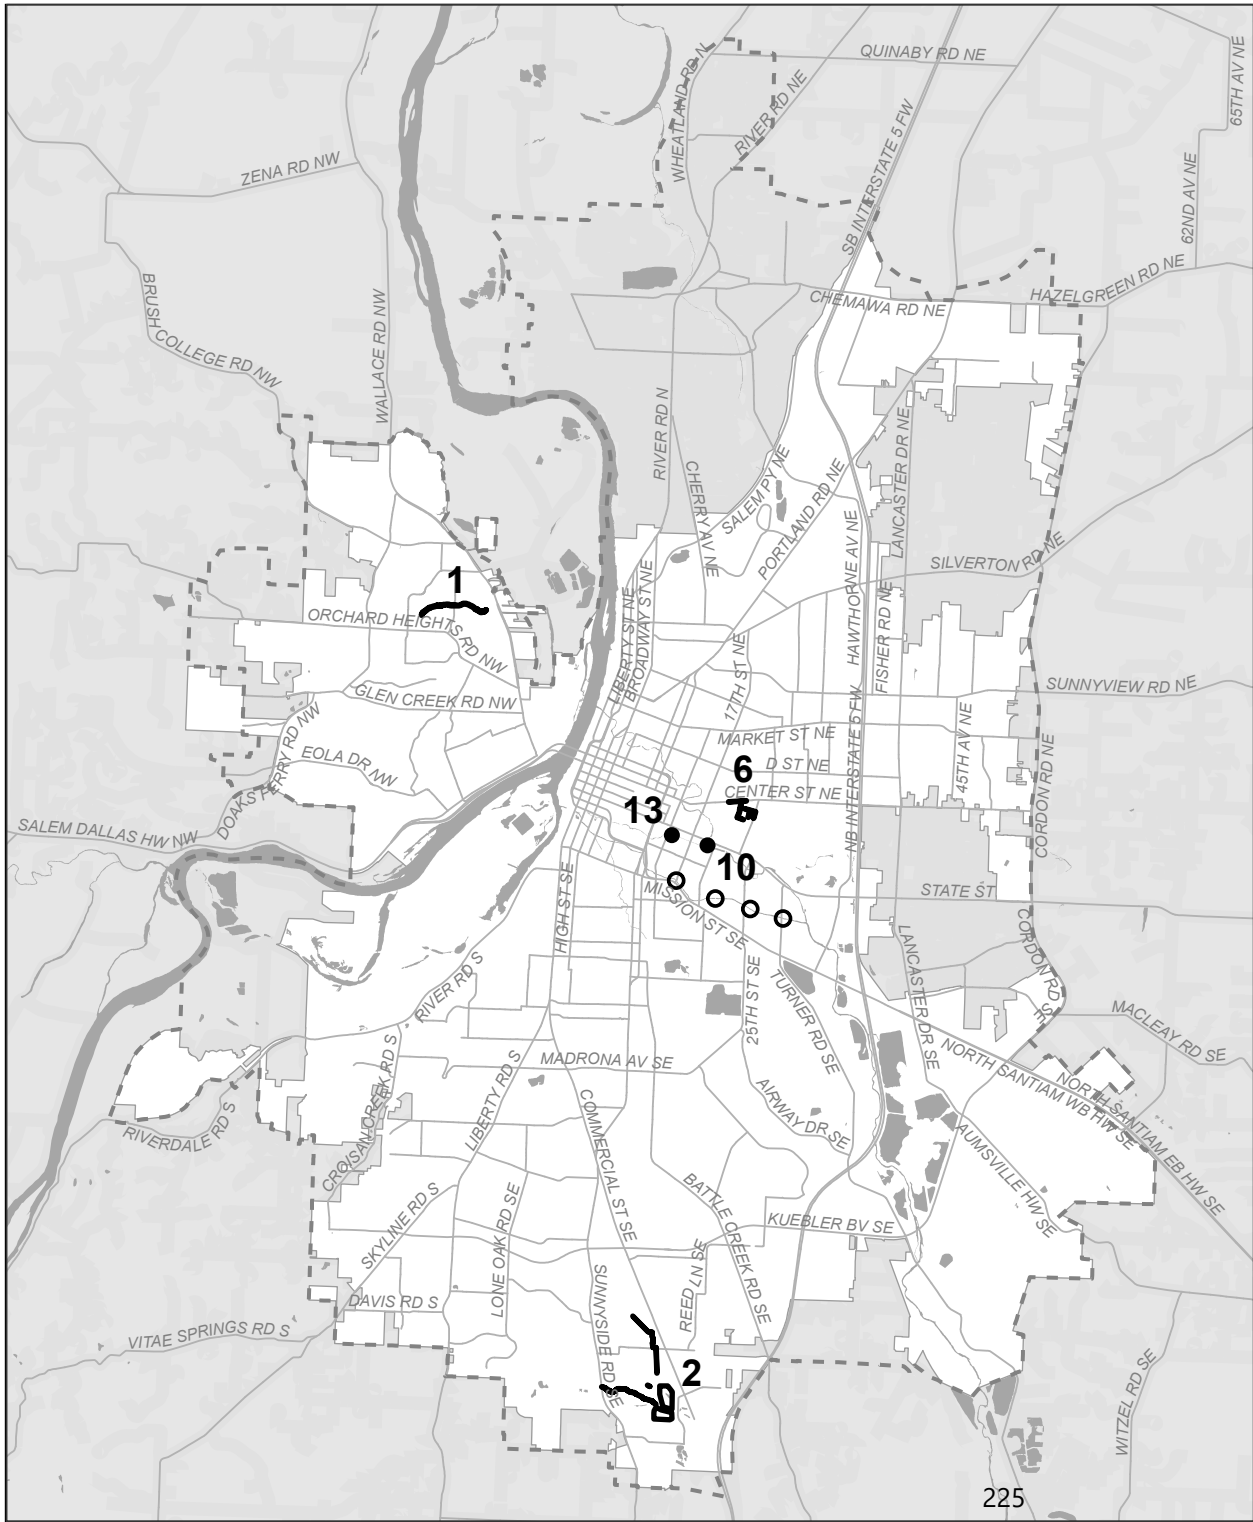 QUINABY RD NE
65TH AV NE
WHEATLAND RD N
RIVER RD NE
SB INTERSTATE 5 FW
ZENA RD NW
62ND AV NE
BRUSH COLLEGE RD NW
WALLACE RD NW
CHEMAWA RD NE
HAZELGREEN RD NE
RIVER RD N
CHERRY AV NE
SALEM PY NE
PORTLAND RD NE
LANCASTER DR NE
HAWTHORNE AV NE
SILVERTON RD NE
1
ORCHARD HEIGHTS RD NW
LIBERTY ST NE
BROADWAY ST NE
FISHER RD NE
17TH ST NE
GLEN CREEK RD NW
SUNNYVIEW RD NE
MARKET ST NE
45TH AV NE
D ST NE
EOLA DR NW
DOAKS FERRY RD NW
6
CENTER ST NE
NB INTERSTATE 5 FW
CORDON RD NE
13
SALEM DALLAS HW NW
10
STATE ST
MISSION ST SE
HIGH ST SE
CORDON RD SE
LANCASTER DR SE
RIVER RD S
25TH ST SE
TURNER RD SE
MACLEAY RD SE
MADRONA AV SE
NORTH SANTIAM WB HW SE
NORTH SANTIAM EB HW SE
CROISAN CREEK RD S
LIBERTY RD S
COMMERCIAL ST SE
AIRWAY DR SE
RIVERDALE RD S
AUMSVILLE HW SE
SKYLINE RD S
LONE OAK RD SE
BATTLE CREEK RD SE
KUEBLER BV SE
REED LN SE
SUNNYSIDE RD SE
DAVIS RD S
VITAE SPRINGS RD S
2
WITZEL RD SE
225